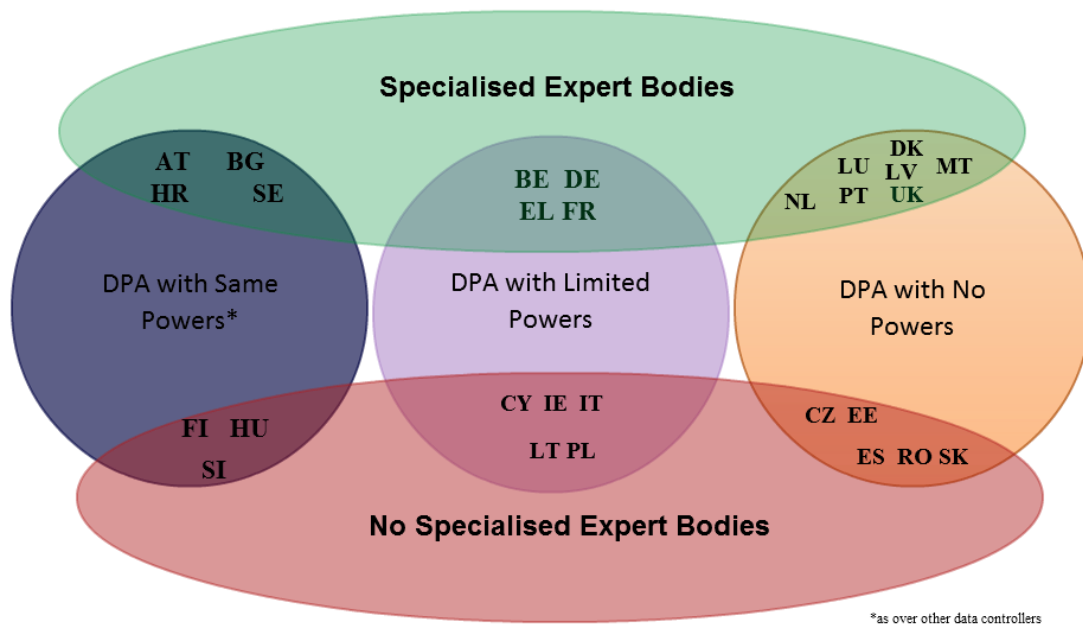 Specialised Expert Bodies
AT BG
HR SE
BE DE
EL FR
DK
LU LV MT
NL PT UK
DPA with Same
Powers*
DPA with Limited
Powers
DPA with No
Powers
FI HU
SI
CY IE IT
LT PL
CZ EE
ES RO SK
No Specialised Expert Bodies
*as over other data controllers